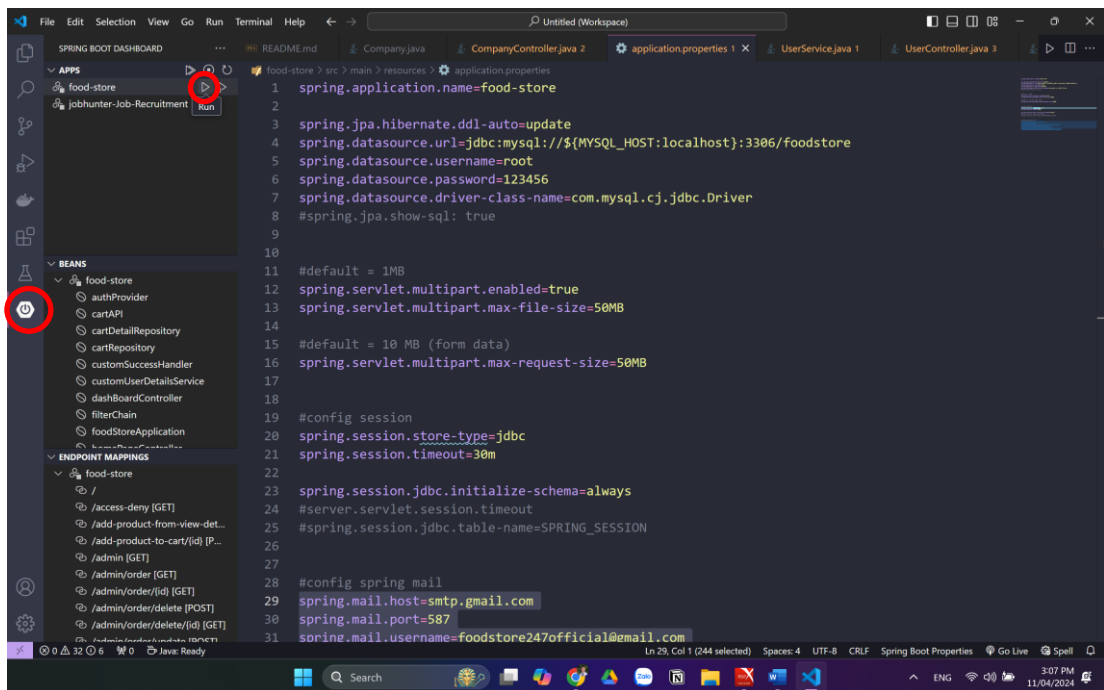 File Edit Selection View Go Run Terminal Help Untitled (Workspace)
SPRING BOOT DASHBOARD ... README.md Company.java CompanyController.java 2 application.properties 1 UserService.java 1 UserController.java 3
APPS
food-store > src > main > resources > application.properties
food-store
Run
jobhunter-Job-Recruitment
1 spring.application.name=food-store
2
3 spring.jpa.hibernate.ddl-auto=update
4 spring.datasource.url=jdbc:mysql://${MYSQL_HOST:localhost}:3306/foodstore
5 spring.datasource.username=root
6 spring.datasource.password=123456
7 spring.datasource.driver-class-name=com.mysql.cj.jdbc.Driver
8 #spring.jpa.show-sql: true
9
10
11 #default = 1MB
12 spring.servlet.multipart.enabled=true
13 spring.servlet.multipart.max-file-size=50MB
14
15 #default = 10 MB (form data)
16 spring.servlet.multipart.max-request-size=50MB
17
18
19 #config session
20 spring.session.store-type=jdbc
21 spring.session.timeout=30m
22
23 spring.session.jdbc.initialize-schema=always
24 #server.servlet.session.timeout
25 #spring.session.jdbc.table-name=SPRING_SESSION
26
27
28 #config spring mail
29 spring.mail.host=smtp.gmail.com
30 spring.mail.port=587
31 spring.mail.username=foodstore247official@gmail.com
BEANS
food-store
authProvider
cartAPI
cartDetailRepository
cartRepository
customSuccessHandler
customUserDetailsService
dashBoardController
filterChain
foodStoreApplication
homePageController
ENDPOINT MAPPINGS
food-store
/
/access-deny [GET]
/add-product-from-view-det...
/add-product-to-cart/{id} [P...
/admin [GET]
/admin/order [GET]
/admin/order/{id} [GET]
/admin/order/delete [POST]
/admin/order/delete/{id} [GET]
/admin/order/update [POST]
0 32 6 0 Java: Ready Ln 29, Col 1 (244 selected) Spaces: 4 UTF-8 CRLF Spring Boot Properties Go Live Spell
Search Zalo ENG 3:07 PM
11/04/2024